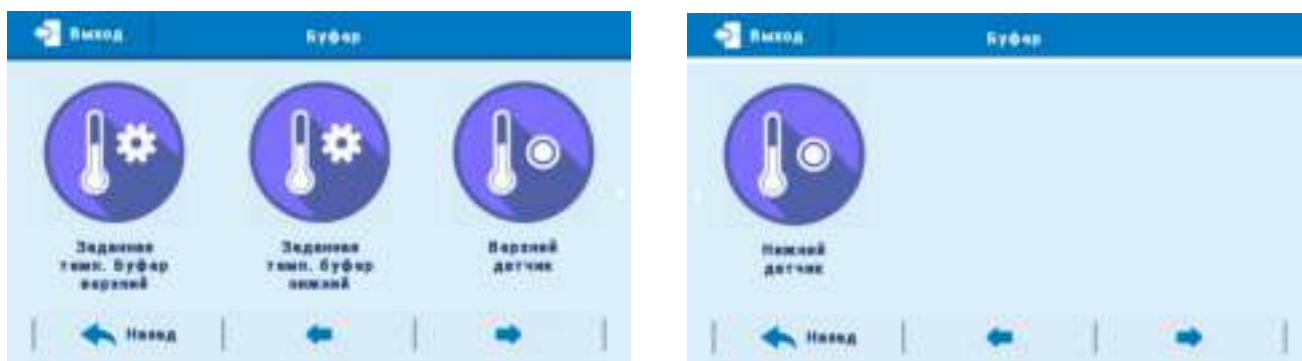 Выход
Буфер
Заданная
темп. буфер
верхний
Заданная
темп. буфер
нижний
Верхний
датчик
Назад
Выход
Буфер
Нижний
датчик
Назад